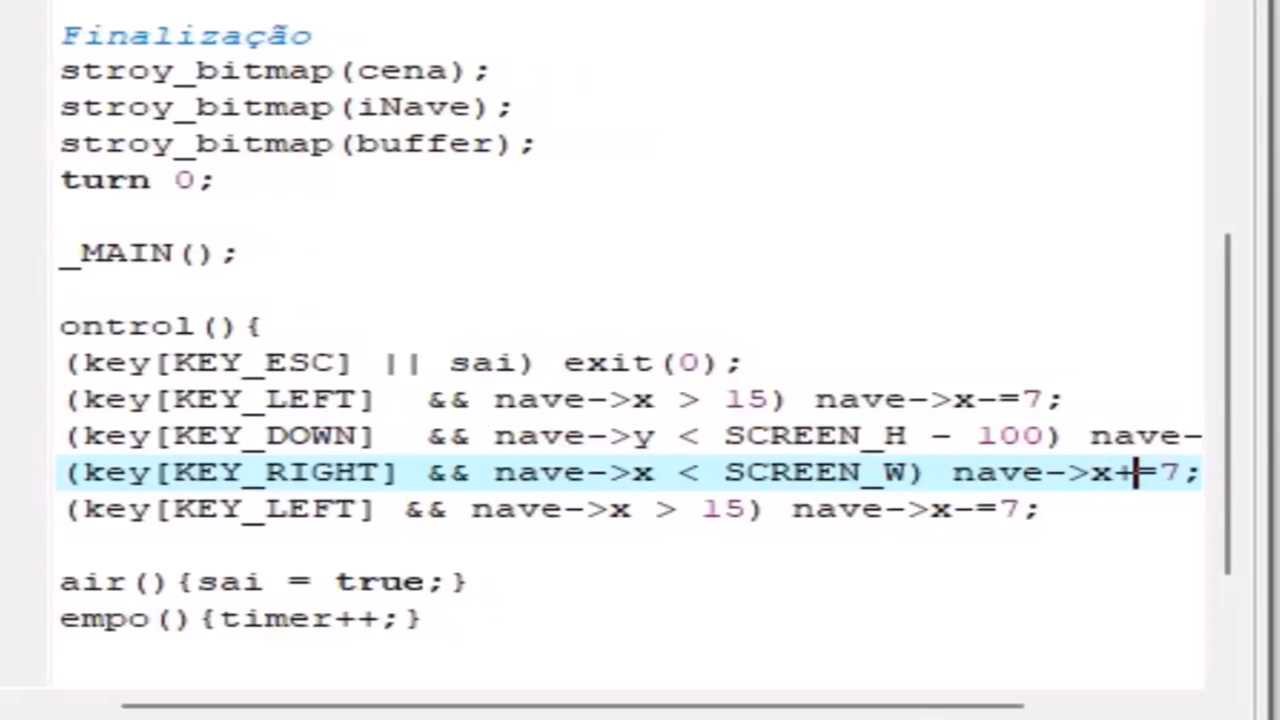 Finalização
stroy_bitmap(cena);
stroy_bitmap(iNave);
stroy_bitmap(buffer);
turn 0;
_MAIN();
ontrol(){
(key[KEY_ESC] || sai) exit(0);
(key[KEY_LEFT]  && nave->x > 15) nave->x-=7;
(key[KEY_DOWN]  && nave->y < SCREEN_H - 100) nave-
(key[KEY_RIGHT] && nave->x < SCREEN_W) nave->x+=7;
(key[KEY_LEFT] && nave->x > 15) nave->x-=7;
air(){sai = true;}
empo(){timer++;}